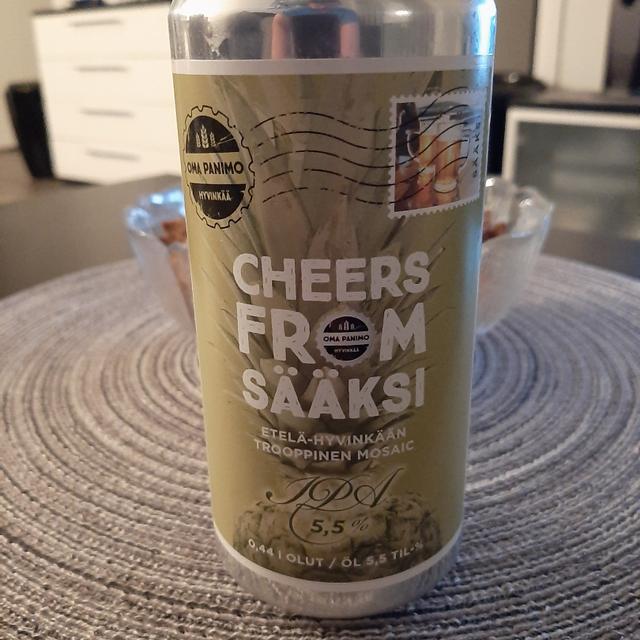 OMA PANIMO
HYVINKÄÄ
SÄÄKSI
CHEERS
FROM
OMA PANIMO
HYVINKÄÄ
SÄÄKSI
ETELÄ-HYVINKÄÄN
TROOPPINEN MOSAIC
IPA
5,5 %
0,44 l OLUT / ÖL 5,5 TIL-%